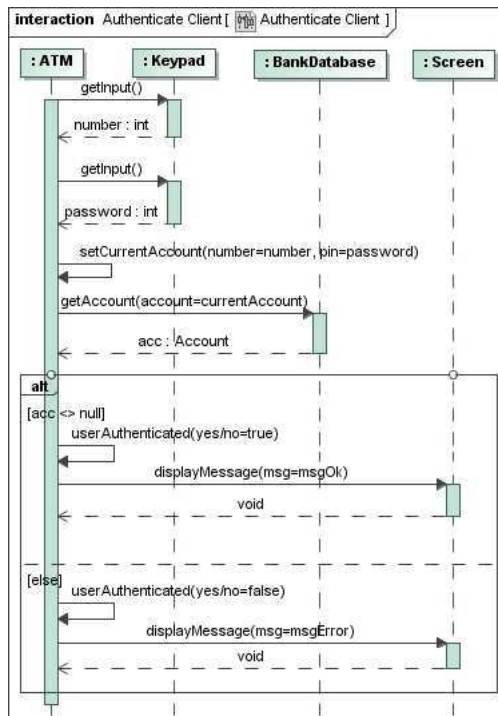 interaction Authenticate Client [ Authenticate Client ]
: ATM : Keypad : BankDatabase : Screen
getInput()
number : int
getInput()
password : int
setCurrentAccount(number=number, pin=password)
getAccount(account=currentAccount)
acc : Account
alt
[acc <> null]
userAuthenticated(yes/no=true)
displayMessage(msg=msgOk)
void
[else]
userAuthenticated(yes/no=false)
displayMessage(msg=msgError)
void